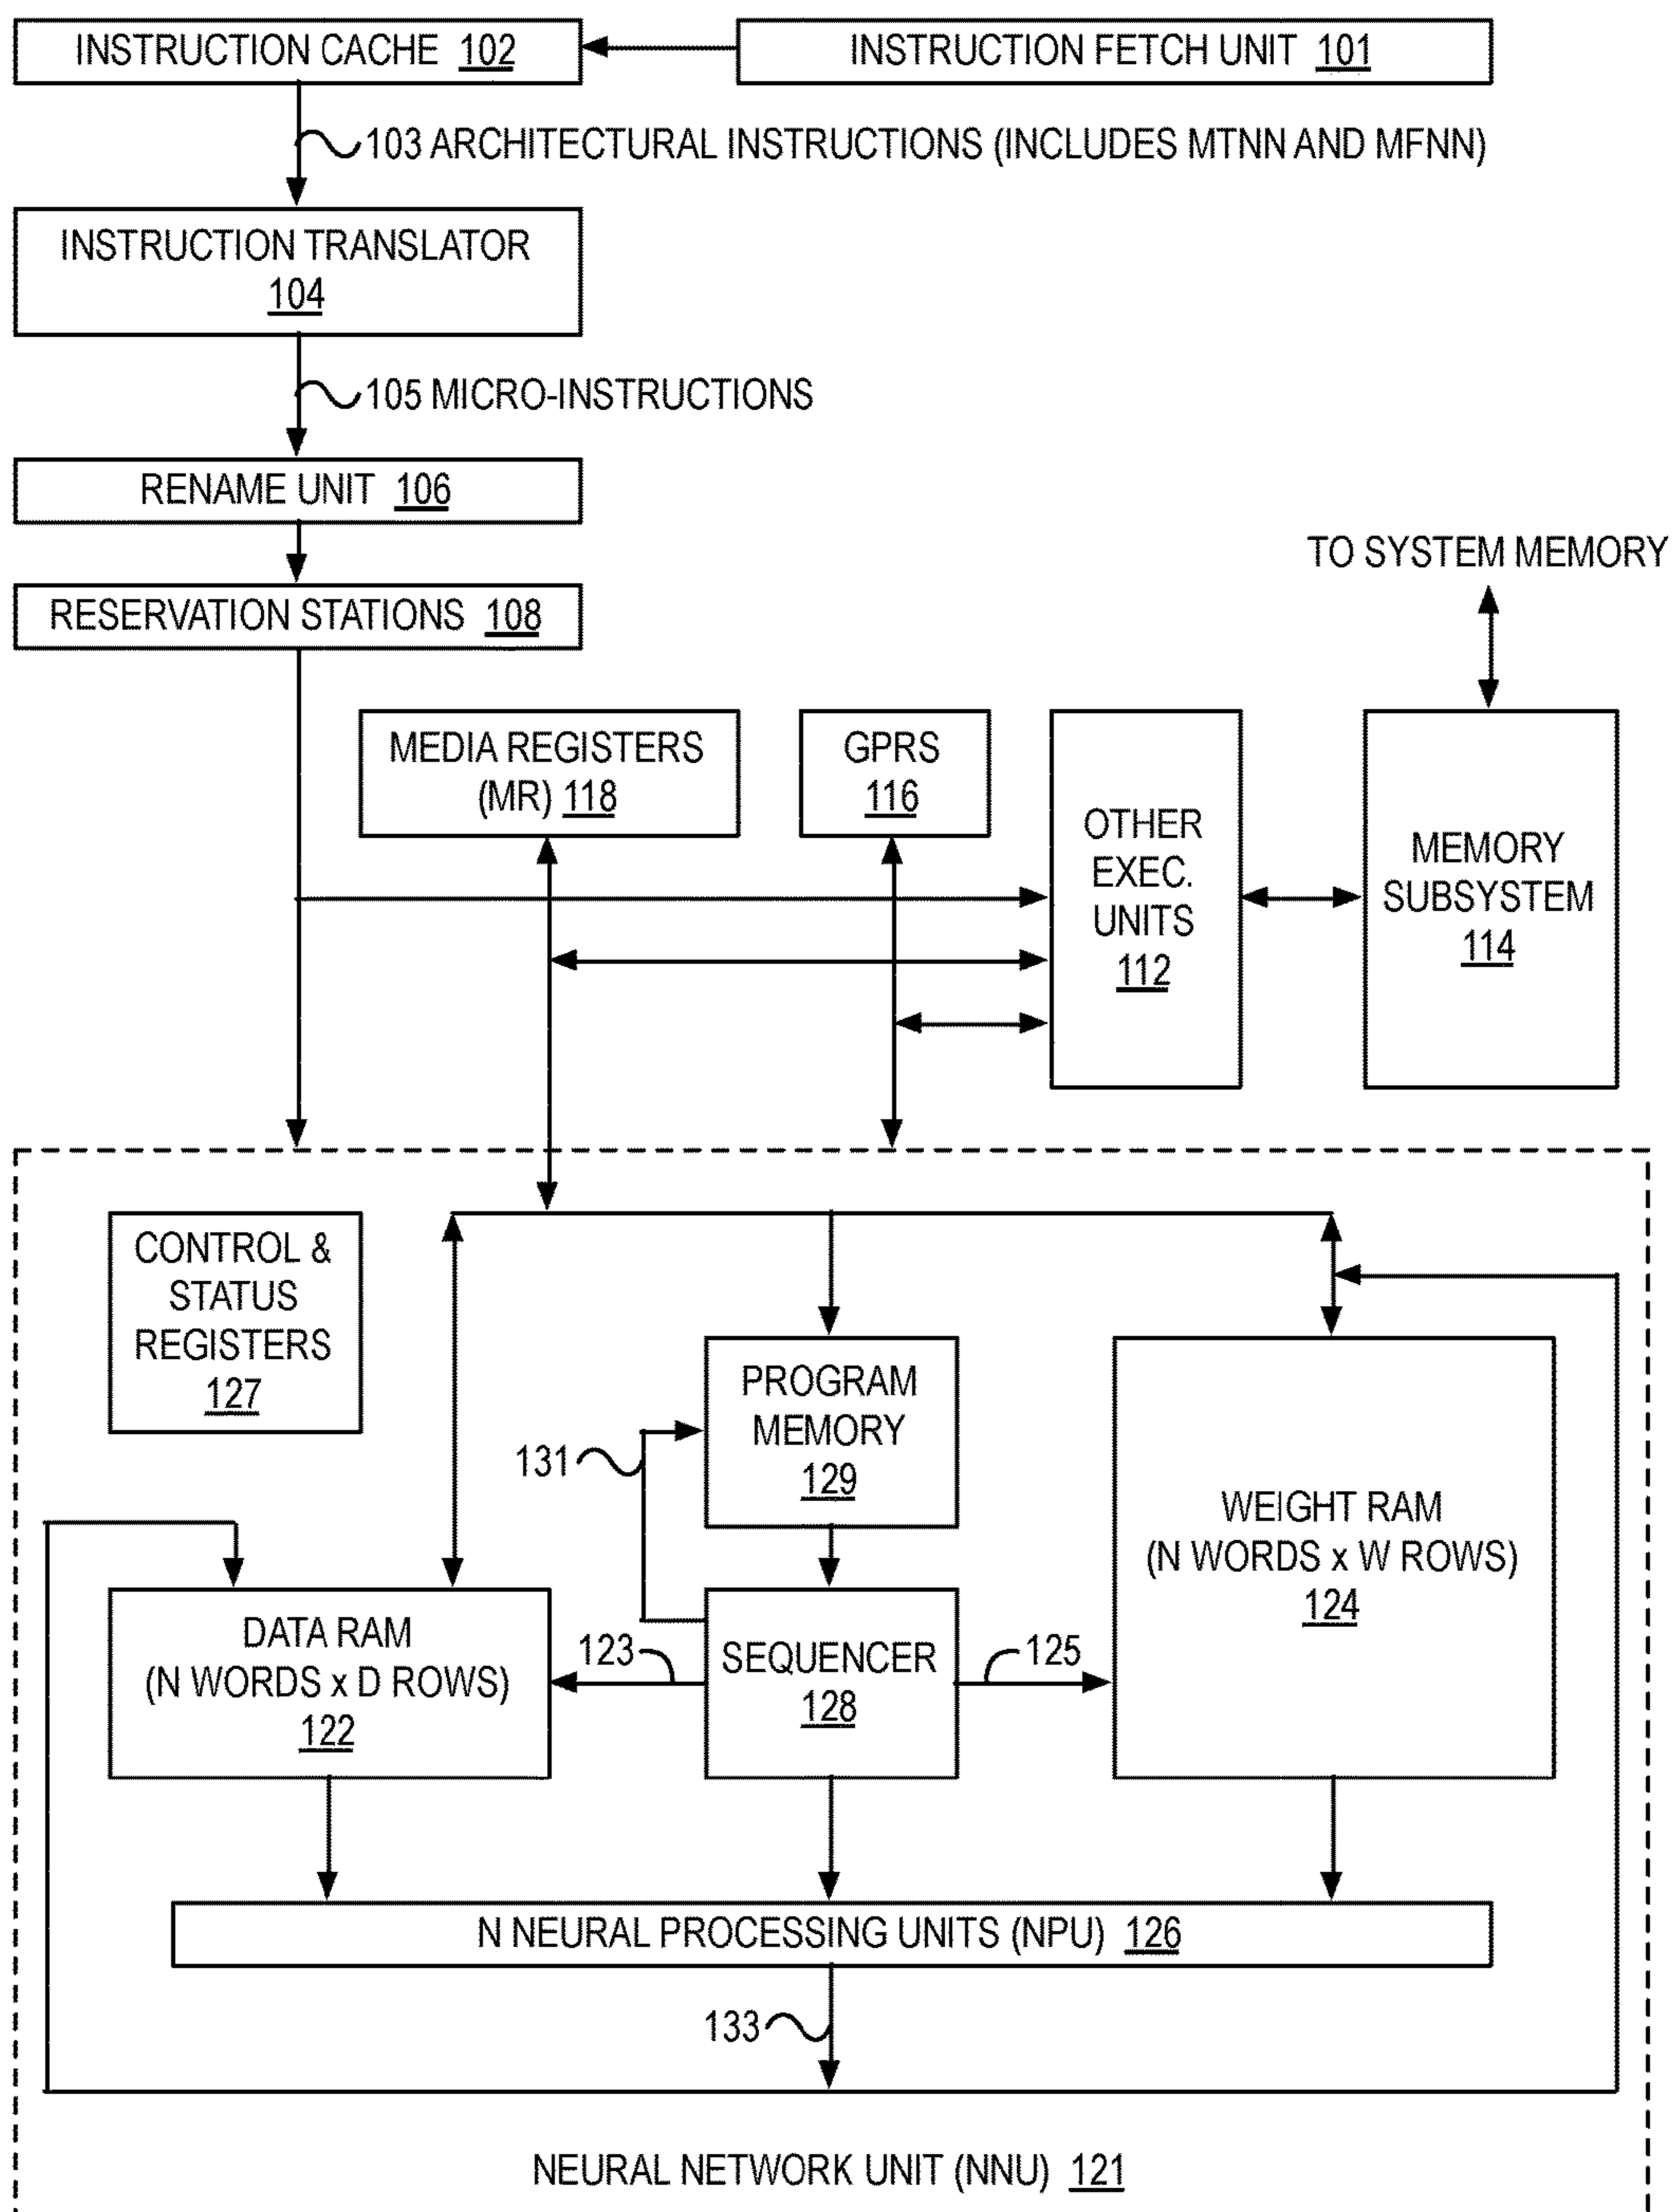 INSTRUCTION CACHE 102
INSTRUCTION FETCH UNIT 101
103 ARCHITECTURAL INSTRUCTIONS (INCLUDES MTNN AND MFNN)
INSTRUCTION TRANSLATOR
104
105 MICRO-INSTRUCTIONS
RENAME UNIT 106
TO SYSTEM MEMORY
RESERVATION STATIONS 108
MEDIA REGISTERS
(MR) 118
GPRS
116
OTHER
EXEC.
UNITS
112
MEMORY
SUBSYSTEM
114
CONTROL &
STATUS
REGISTERS
127
PROGRAM
MEMORY
129
131
WEIGHT RAM
(N WORDS x W ROWS)
124
DATA RAM
(N WORDS x D ROWS)
122
123
SEQUENCER
128
125
N NEURAL PROCESSING UNITS (NPU) 126
133
NEURAL NETWORK UNIT (NNU) 121